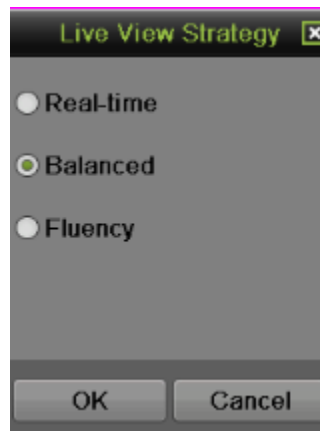 Live View Strategy
Real-time
Balanced
Fluency
OK
Cancel